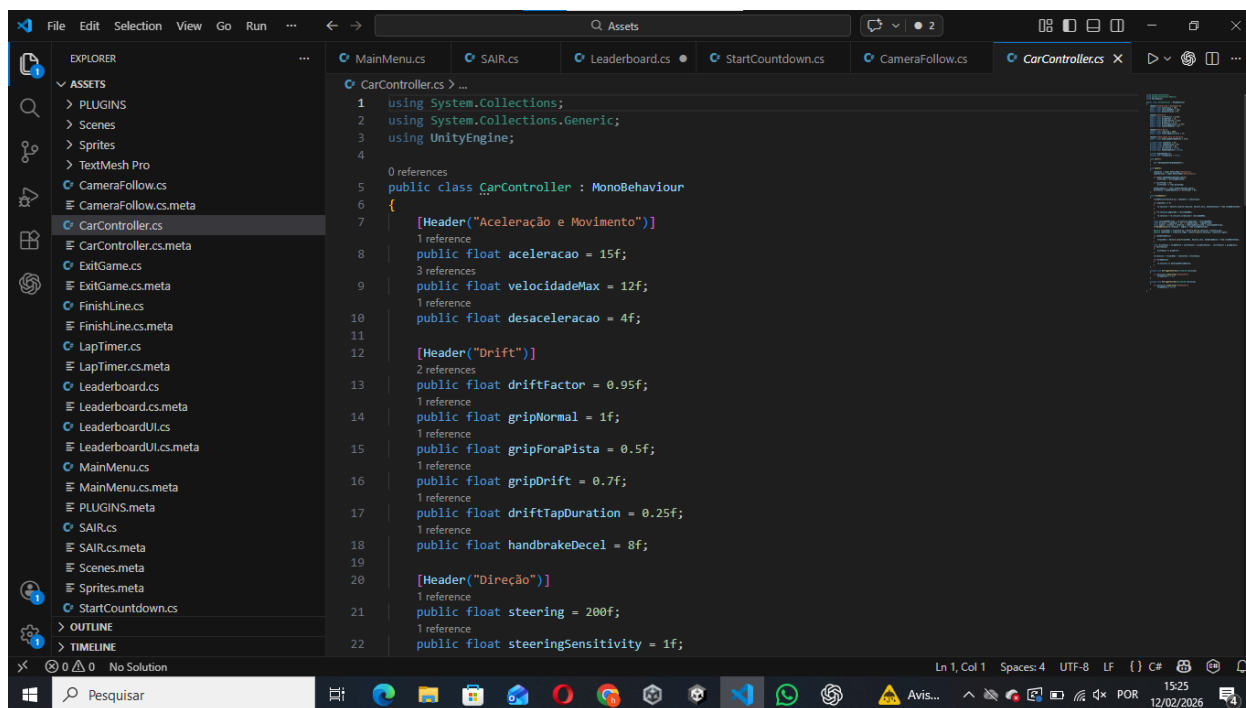 File Edit Selection View Go Run ··· Assets 2
EXPLORER ···
ASSETS
PLUGINS
Scenes
Sprites
TextMesh Pro
CameraFollow.cs
CameraFollow.cs.meta
CarController.cs
CarController.cs.meta
ExitGame.cs
ExitGame.cs.meta
FinishLine.cs
FinishLine.cs.meta
LapTimer.cs
LapTimer.cs.meta
Leaderboard.cs
Leaderboard.cs.meta
LeaderboardUI.cs
LeaderboardUI.cs.meta
MainMenu.cs
MainMenu.cs.meta
PLUGINS.meta
SAIR.cs
SAIR.cs.meta
Scenes.meta
Sprites.meta
StartCountdown.cs
OUTLINE
TIMELINE
1
1
1
MainMenu.cs SAIR.cs Leaderboard.cs StartCountdown.cs CameraFollow.cs CarController.cs
CarController.cs > ...
1 using System.Collections;
2 using System.Collections.Generic;
3 using UnityEngine;
4
0 references
5 public class CarController : MonoBehaviour
6 {
7 [Header("Aceleração e Movimento")]
1 reference
8 public float aceleracao = 15f;
3 references
9 public float velocidadeMax = 12f;
1 reference
10 public float desaceleracao = 4f;
11
12 [Header("Drift")]
2 references
13 public float driftFactor = 0.95f;
1 reference
14 public float gripNormal = 1f;
1 reference
15 public float gripForaPista = 0.5f;
1 reference
16 public float gripDrift = 0.7f;
1 reference
17 public float driftTapDuration = 0.25f;
1 reference
18 public float handbrakeDecel = 8f;
19
20 [Header("Direção")]
1 reference
21 public float steering = 200f;
1 reference
22 public float steeringSensitivity = 1f;
0 0 No Solution Ln 1, Col 1 Spaces: 4 UTF-8 LF {} C#
Pesquisar Avis... POR 15:25
12/02/2026 4